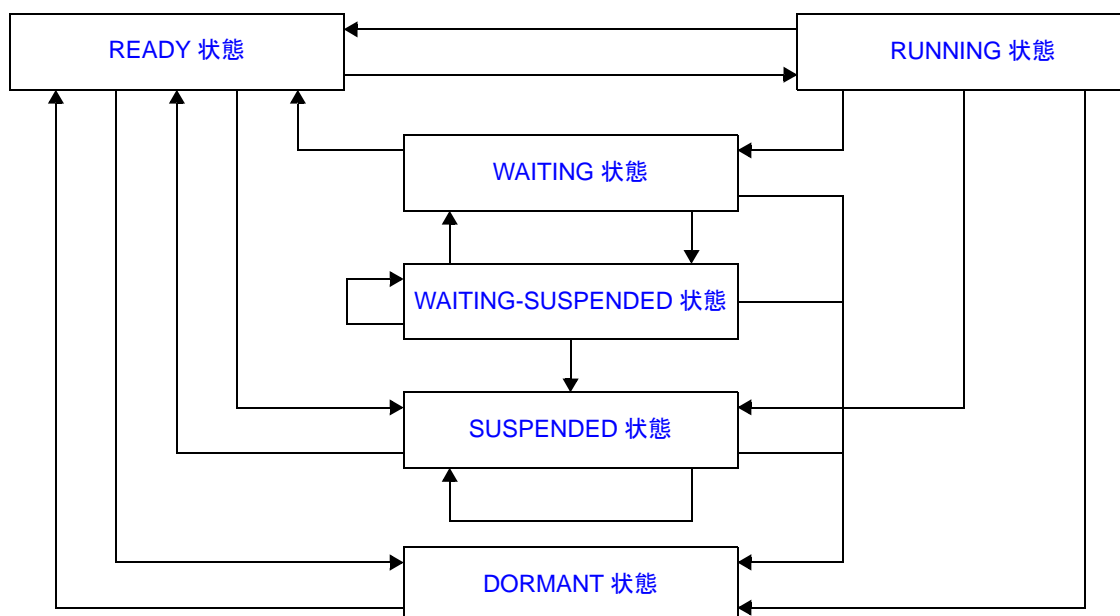 READY 状態
RUNNING 状態
WAITING 状態
WAITING-SUSPENDED 状態
SUSPENDED 状態
DORMANT 状態